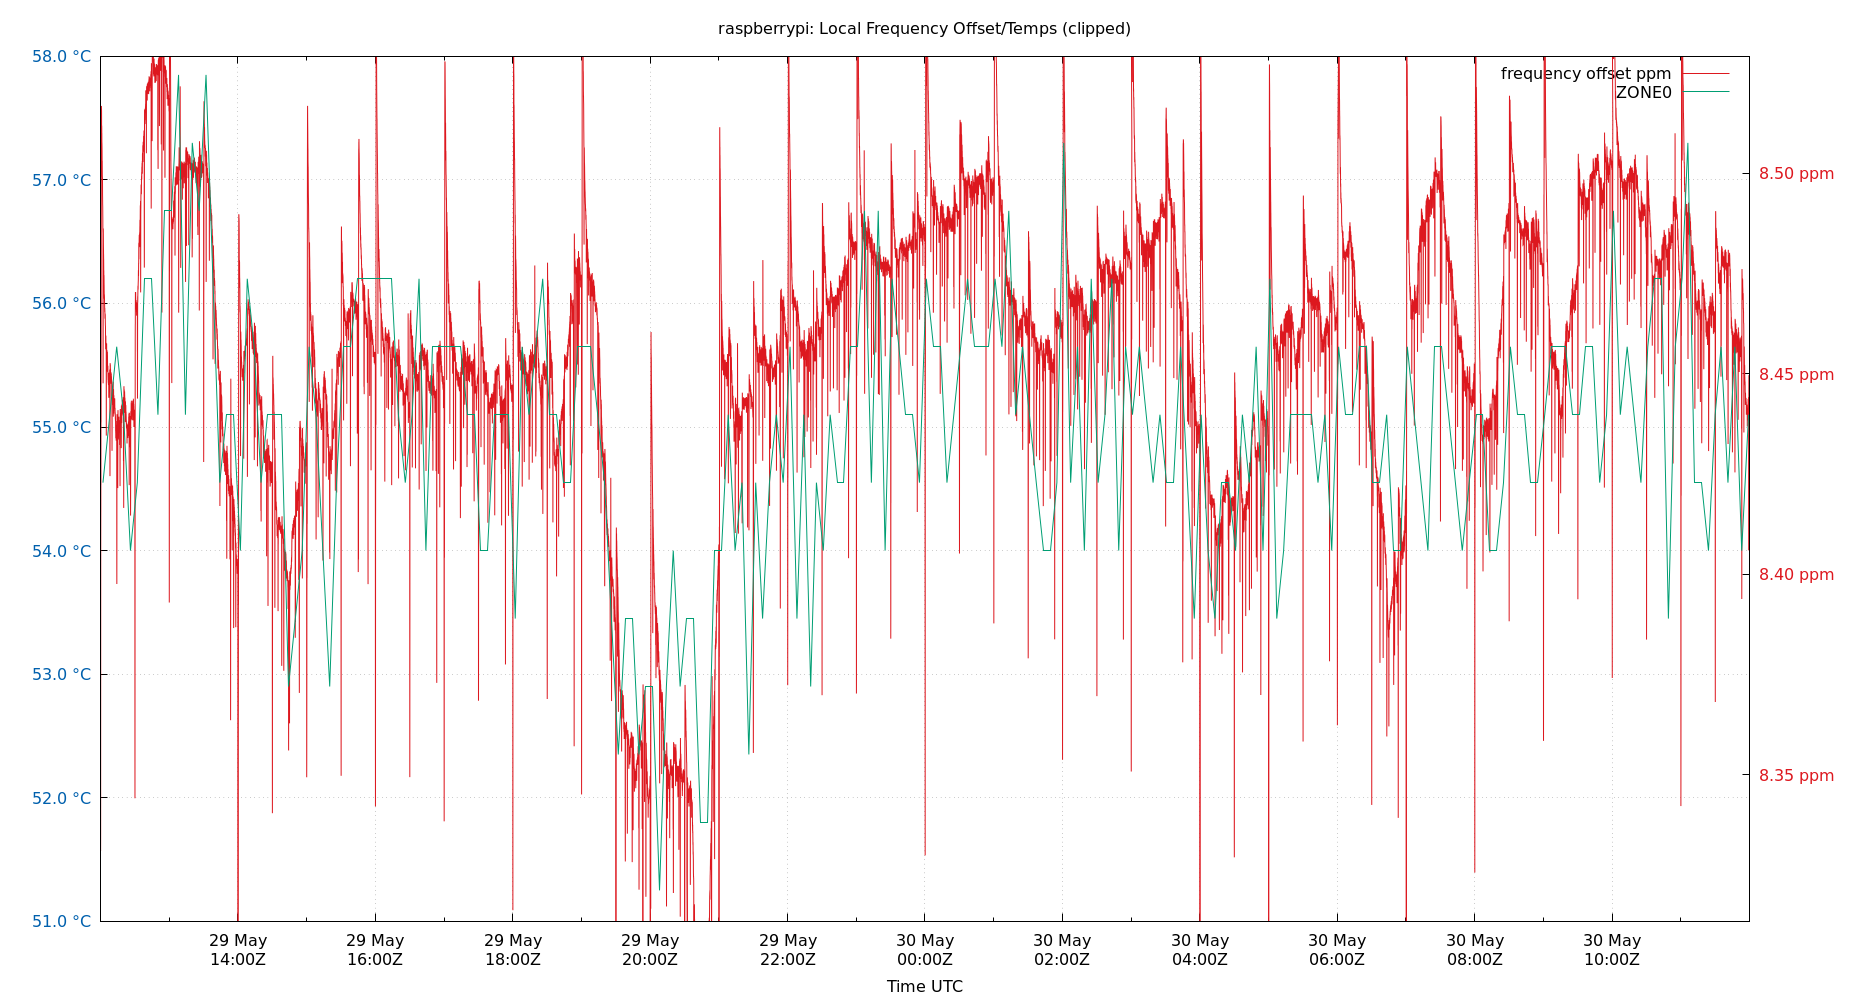 raspberrypi: Local Frequency Offset/Temps (clipped)
58.0 °C
57.0 °C
56.0 °C
55.0 °C
54.0 °C
53.0 °C
52.0 °C
51.0 °C
frequency offset ppm
ZONE0
8.50 ppm
8.45 ppm
8.40 ppm
8.35 ppm
29 May
14:00Z
29 May
16:00Z
29 May
18:00Z
29 May
20:00Z
29 May
22:00Z
30 May
00:00Z
30 May
02:00Z
30 May
04:00Z
30 May
06:00Z
30 May
08:00Z
30 May
10:00Z
Time UTC